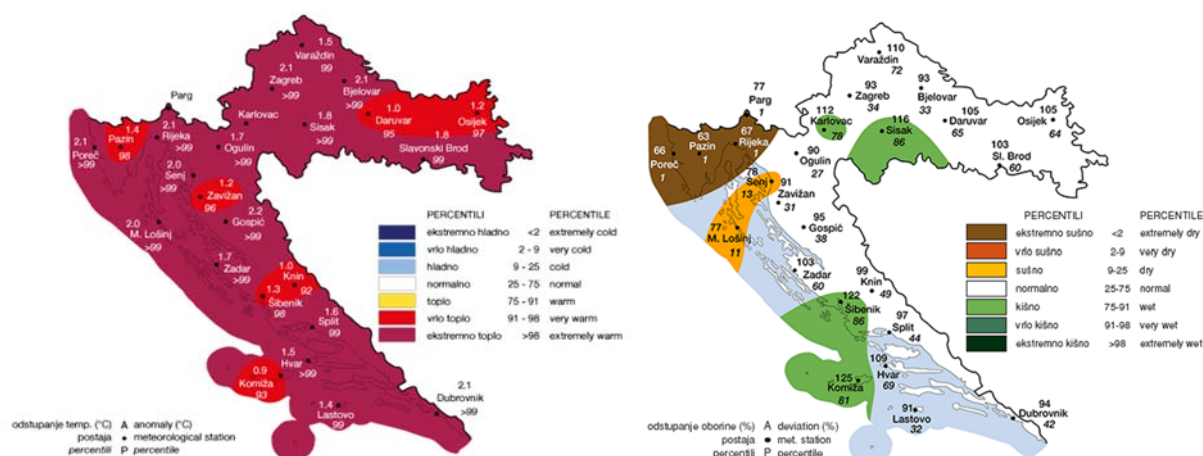 1.5
Varaždin
99
2.1
Zagreb
>99
2.1
Bjelovar
>99
1.0
Daruvar
95
1.2
Osijek
97
Parg
1.4
Pazin
98
2.1
Rijeka
>99
Karlovac
1.8
Sisak
>99
1.8
Slavonski Brod
99
2.1
Poreč
>99
1.7
Ogulin
>99
2.0
Senj
>99
1.2
Zavižan
96
2.0
M. Lošinj
>99
2.2
Gospić
>99
1.7
Zadar
>99
1.0
Knin
92
1.3
Šibenik
98
1.6
Split
99
1.5
Hvar
>99
0.9
Komiža
93
1.4
Lastovo
99
2.1
Dubrovnik
>99
PERCENTILI PERCENTILE
ekstremno hladno <2 extremely cold
vrlo hladno 2 - 9 very cold
hladno 9 - 25 cold
normalno 25 - 75 normal
toplo 75 - 91 warm
vrlo toplo 91 - 98 very warm
ekstremno toplo >98 extremely warm
odstupanje temp. (°C) A anomaly (°C)
postaja • meteorological station
percentili P percentile
110
Varaždin
72
93
Zagreb
34
93
Bjelovar
33
105
Daruvar
65
105
Osijek
64
77
Parg
1
112
Karlovac
78
116
Sisak
86
103
Sl. Brod
60
66
Poreč
1
63
Pazin
1
67
Rijeka
90
Ogulin
27
78
Senj
13
91
Zavižan
31
77
M. Lošinj
11
95
Gospić
38
103
Zadar
60
99
Knin
49
122
Šibenik
86
97
Split
44
109
Hvar
69
125
Komiža
81
91
Lastovo
32
94
Dubrovnik
42
PERCENTILI PERCENTILE
ekstremno sušno <2 extremely dry
vrlo sušno 2-9 very dry
sušno 9-25 dry
normalno 25-75 normal
kišno 75-91 wet
vrlo kišno 91-98 very wet
ekstremno kišno >98 extremely wet
odstupanje oborine (%) A deviation (%)
postaja • met. station
percentili P percentile